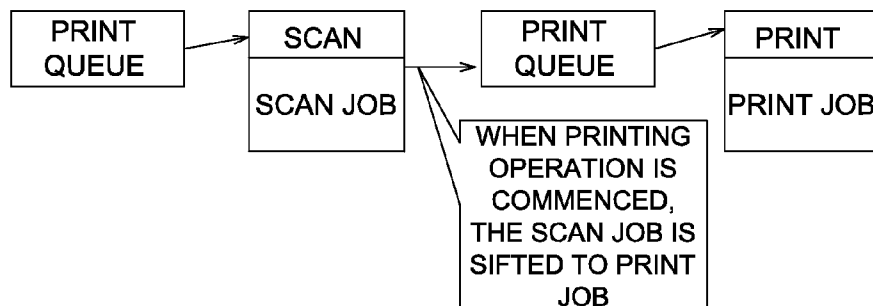 PRINT
QUEUE
SCAN
SCAN JOB
PRINT
QUEUE
PRINT
PRINT JOB
WHEN PRINTING
OPERATION IS
COMMENCED,
THE SCAN JOB IS
SIFTED TO PRINT
JOB